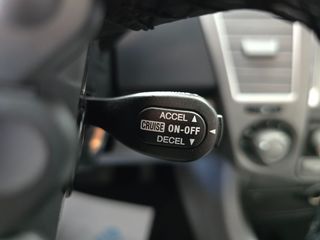 ACCEL ▲
CRUISE ON-OFF ◀
DECEL ▼